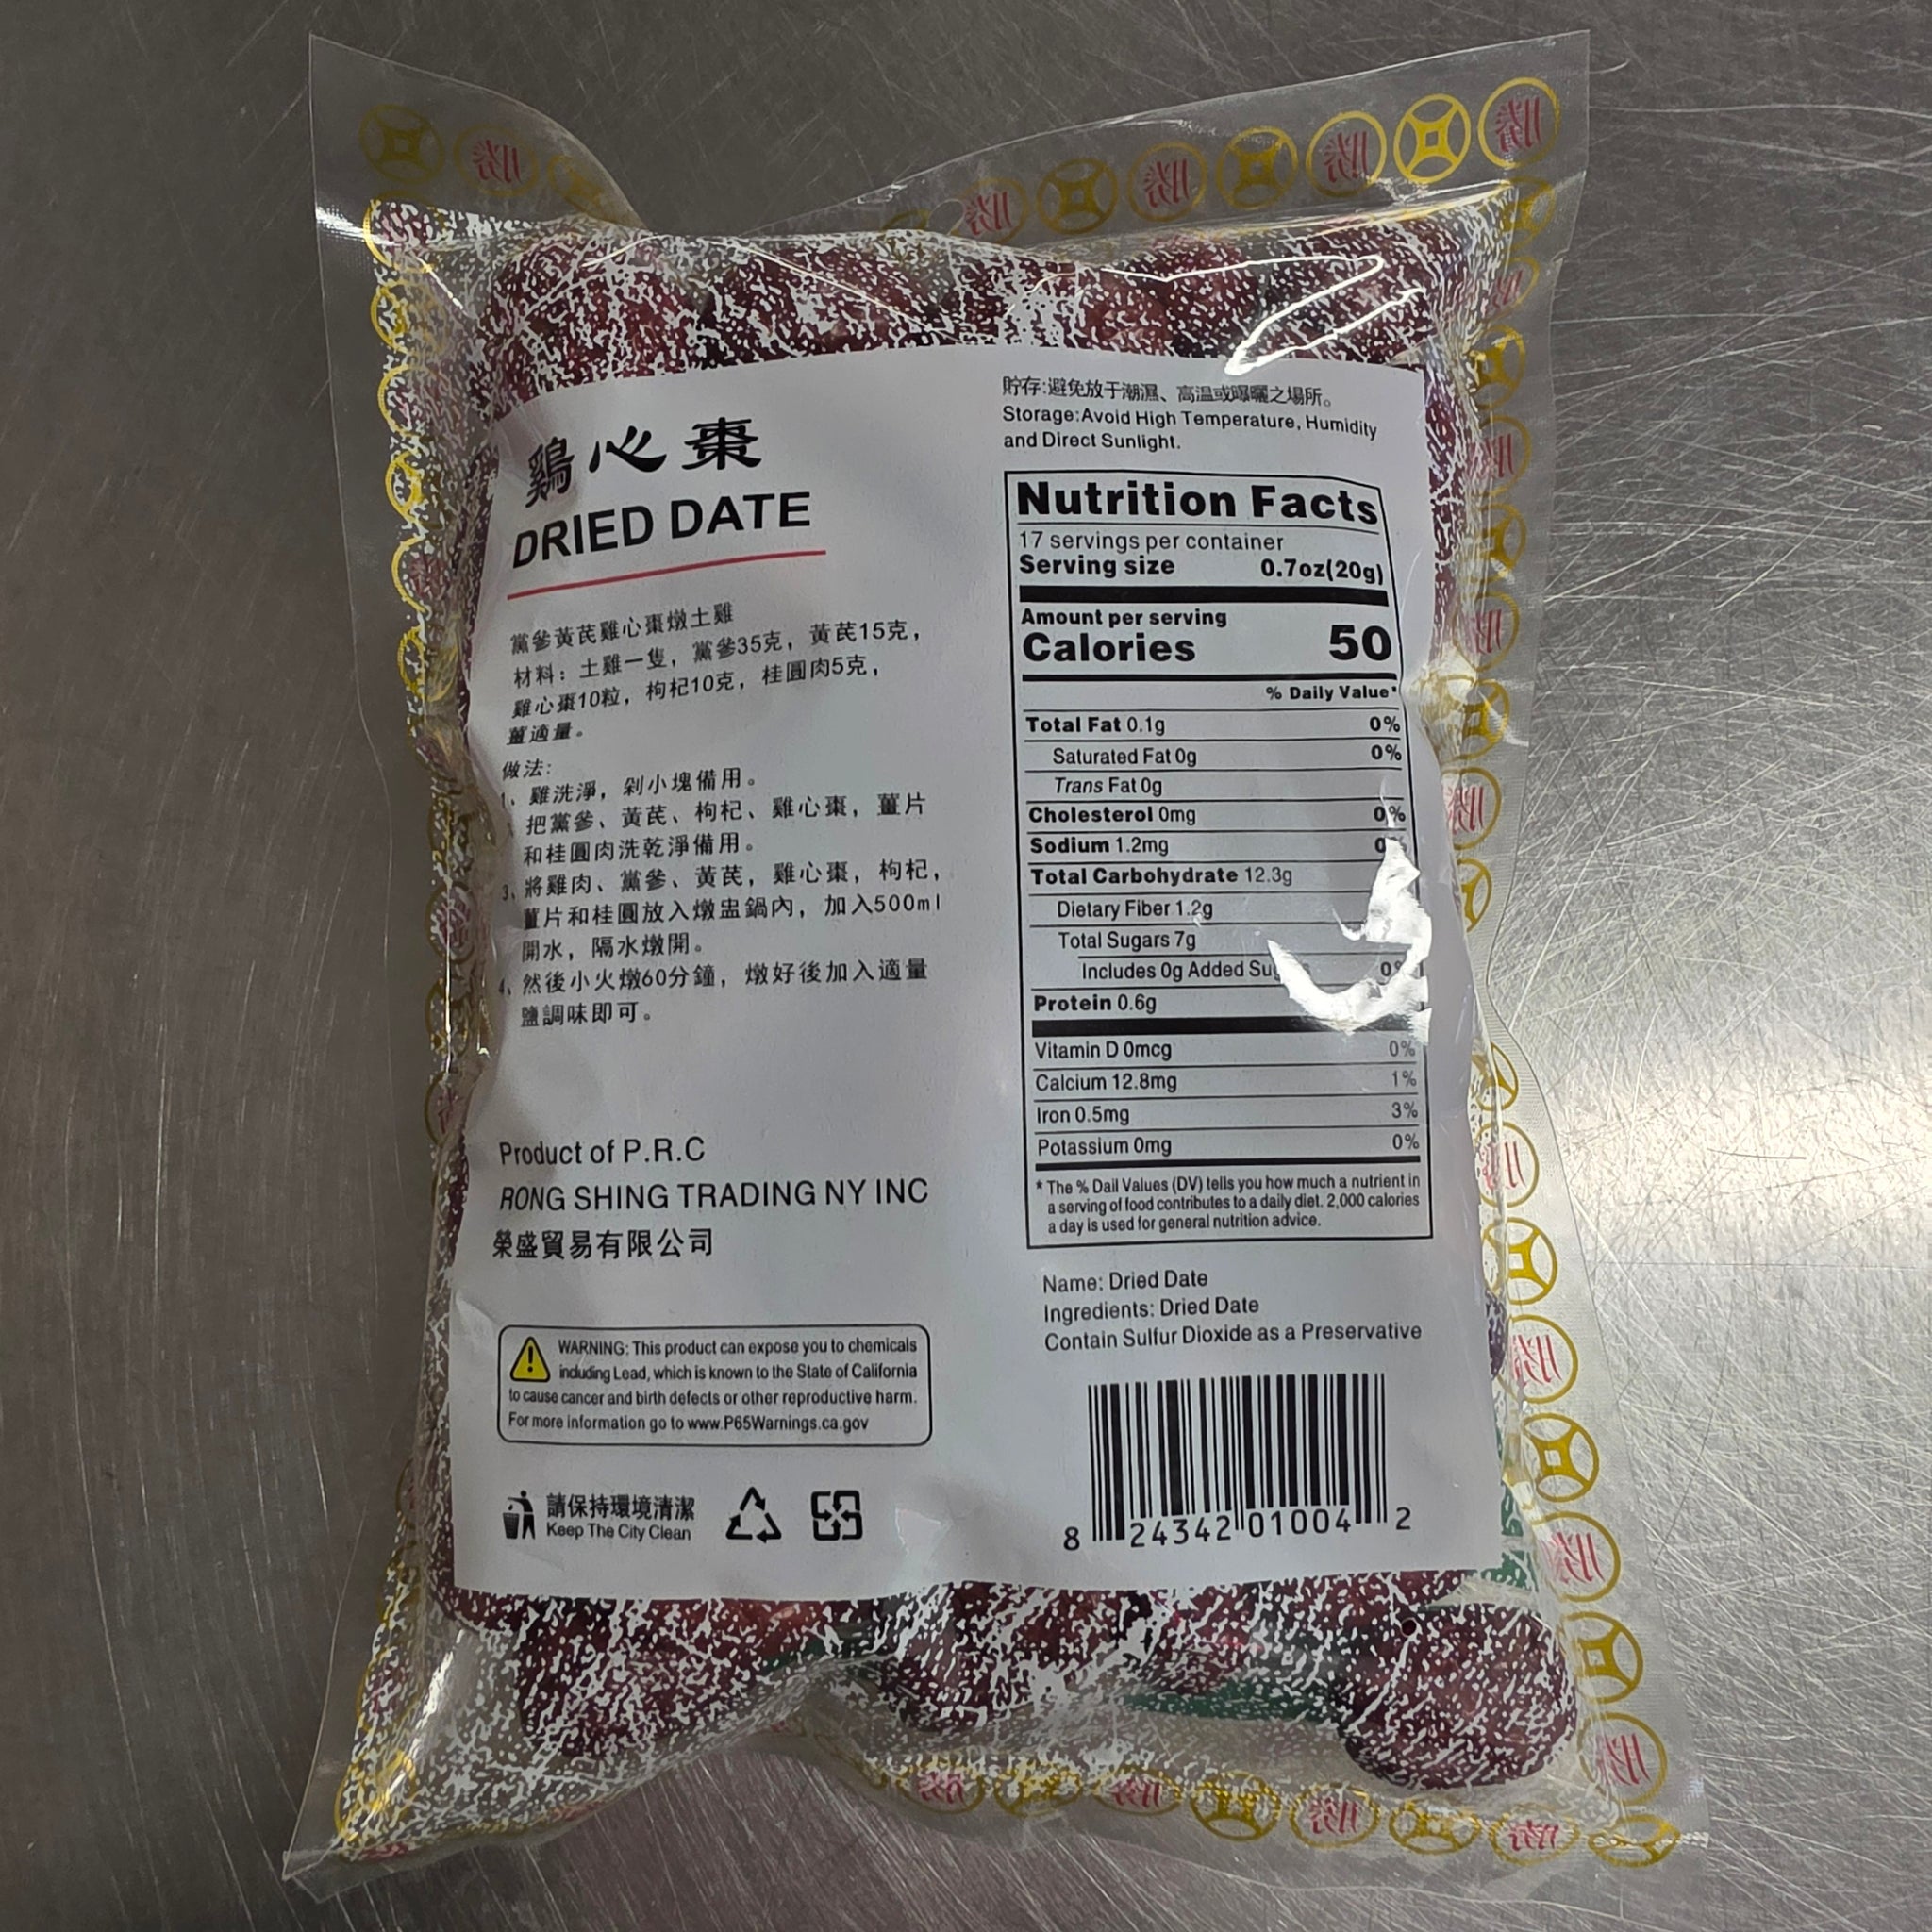 鷄心棗
DRIED DATE
黨參黃芪雞心棗燉土雞
材料：土雞一隻，黨參35克，黃芪15克，
雞心棗10粒，枸杞10克，桂圓肉5克，
薑適量。
做法:
1、雞洗淨，剁小塊備用。
、把黨參、黃芪、枸杞、雞心棗，薑片
和桂圓肉洗乾淨備用。
3、將雞肉、黨參、黃芪，雞心棗，枸杞，
薑片和桂圓放入燉盅鍋內，加入500ml
開水，隔水燉開。
4、然後小火燉60分鐘，燉好後加入適量
鹽調味即可。
Product of P.R.C
RONG SHING TRADING NY INC
榮盛貿易有限公司
WARNING: This product can expose you to chemicals
including Lead, which is known to the State of California
to cause cancer and birth defects or other reproductive harm.
For more information go to www.P65Warnings.ca.gov
請保持環境清潔
Keep The City Clean
貯存:避免放于潮濕、高温或曝曬之場所。
Storage:Avoid High Temperature, Humidity
and Direct Sunlight.
Nutrition Facts
17 servings per container
Serving size 0.7oz(20g)
Amount per serving
Calories 50
% Daily Value*
Total Fat 0.1g 0%
Saturated Fat 0g 0%
Trans Fat 0g
Cholesterol 0mg 0%
Sodium 1.2mg 0%
Total Carbohydrate 12.3g
Dietary Fiber 1.2g
Total Sugars 7g
Includes 0g Added Sugars 0%
Protein 0.6g
Vitamin D 0mcg 0%
Calcium 12.8mg 1%
Iron 0.5mg 3%
Potassium 0mg 0%
* The % Dail Values (DV) tells you how much a nutrient in
a serving of food contributes to a daily diet. 2,000 calories
a day is used for general nutrition advice.
Name: Dried Date
Ingredients: Dried Date
Contain Sulfur Dioxide as a Preservative
8 24342 01004 2